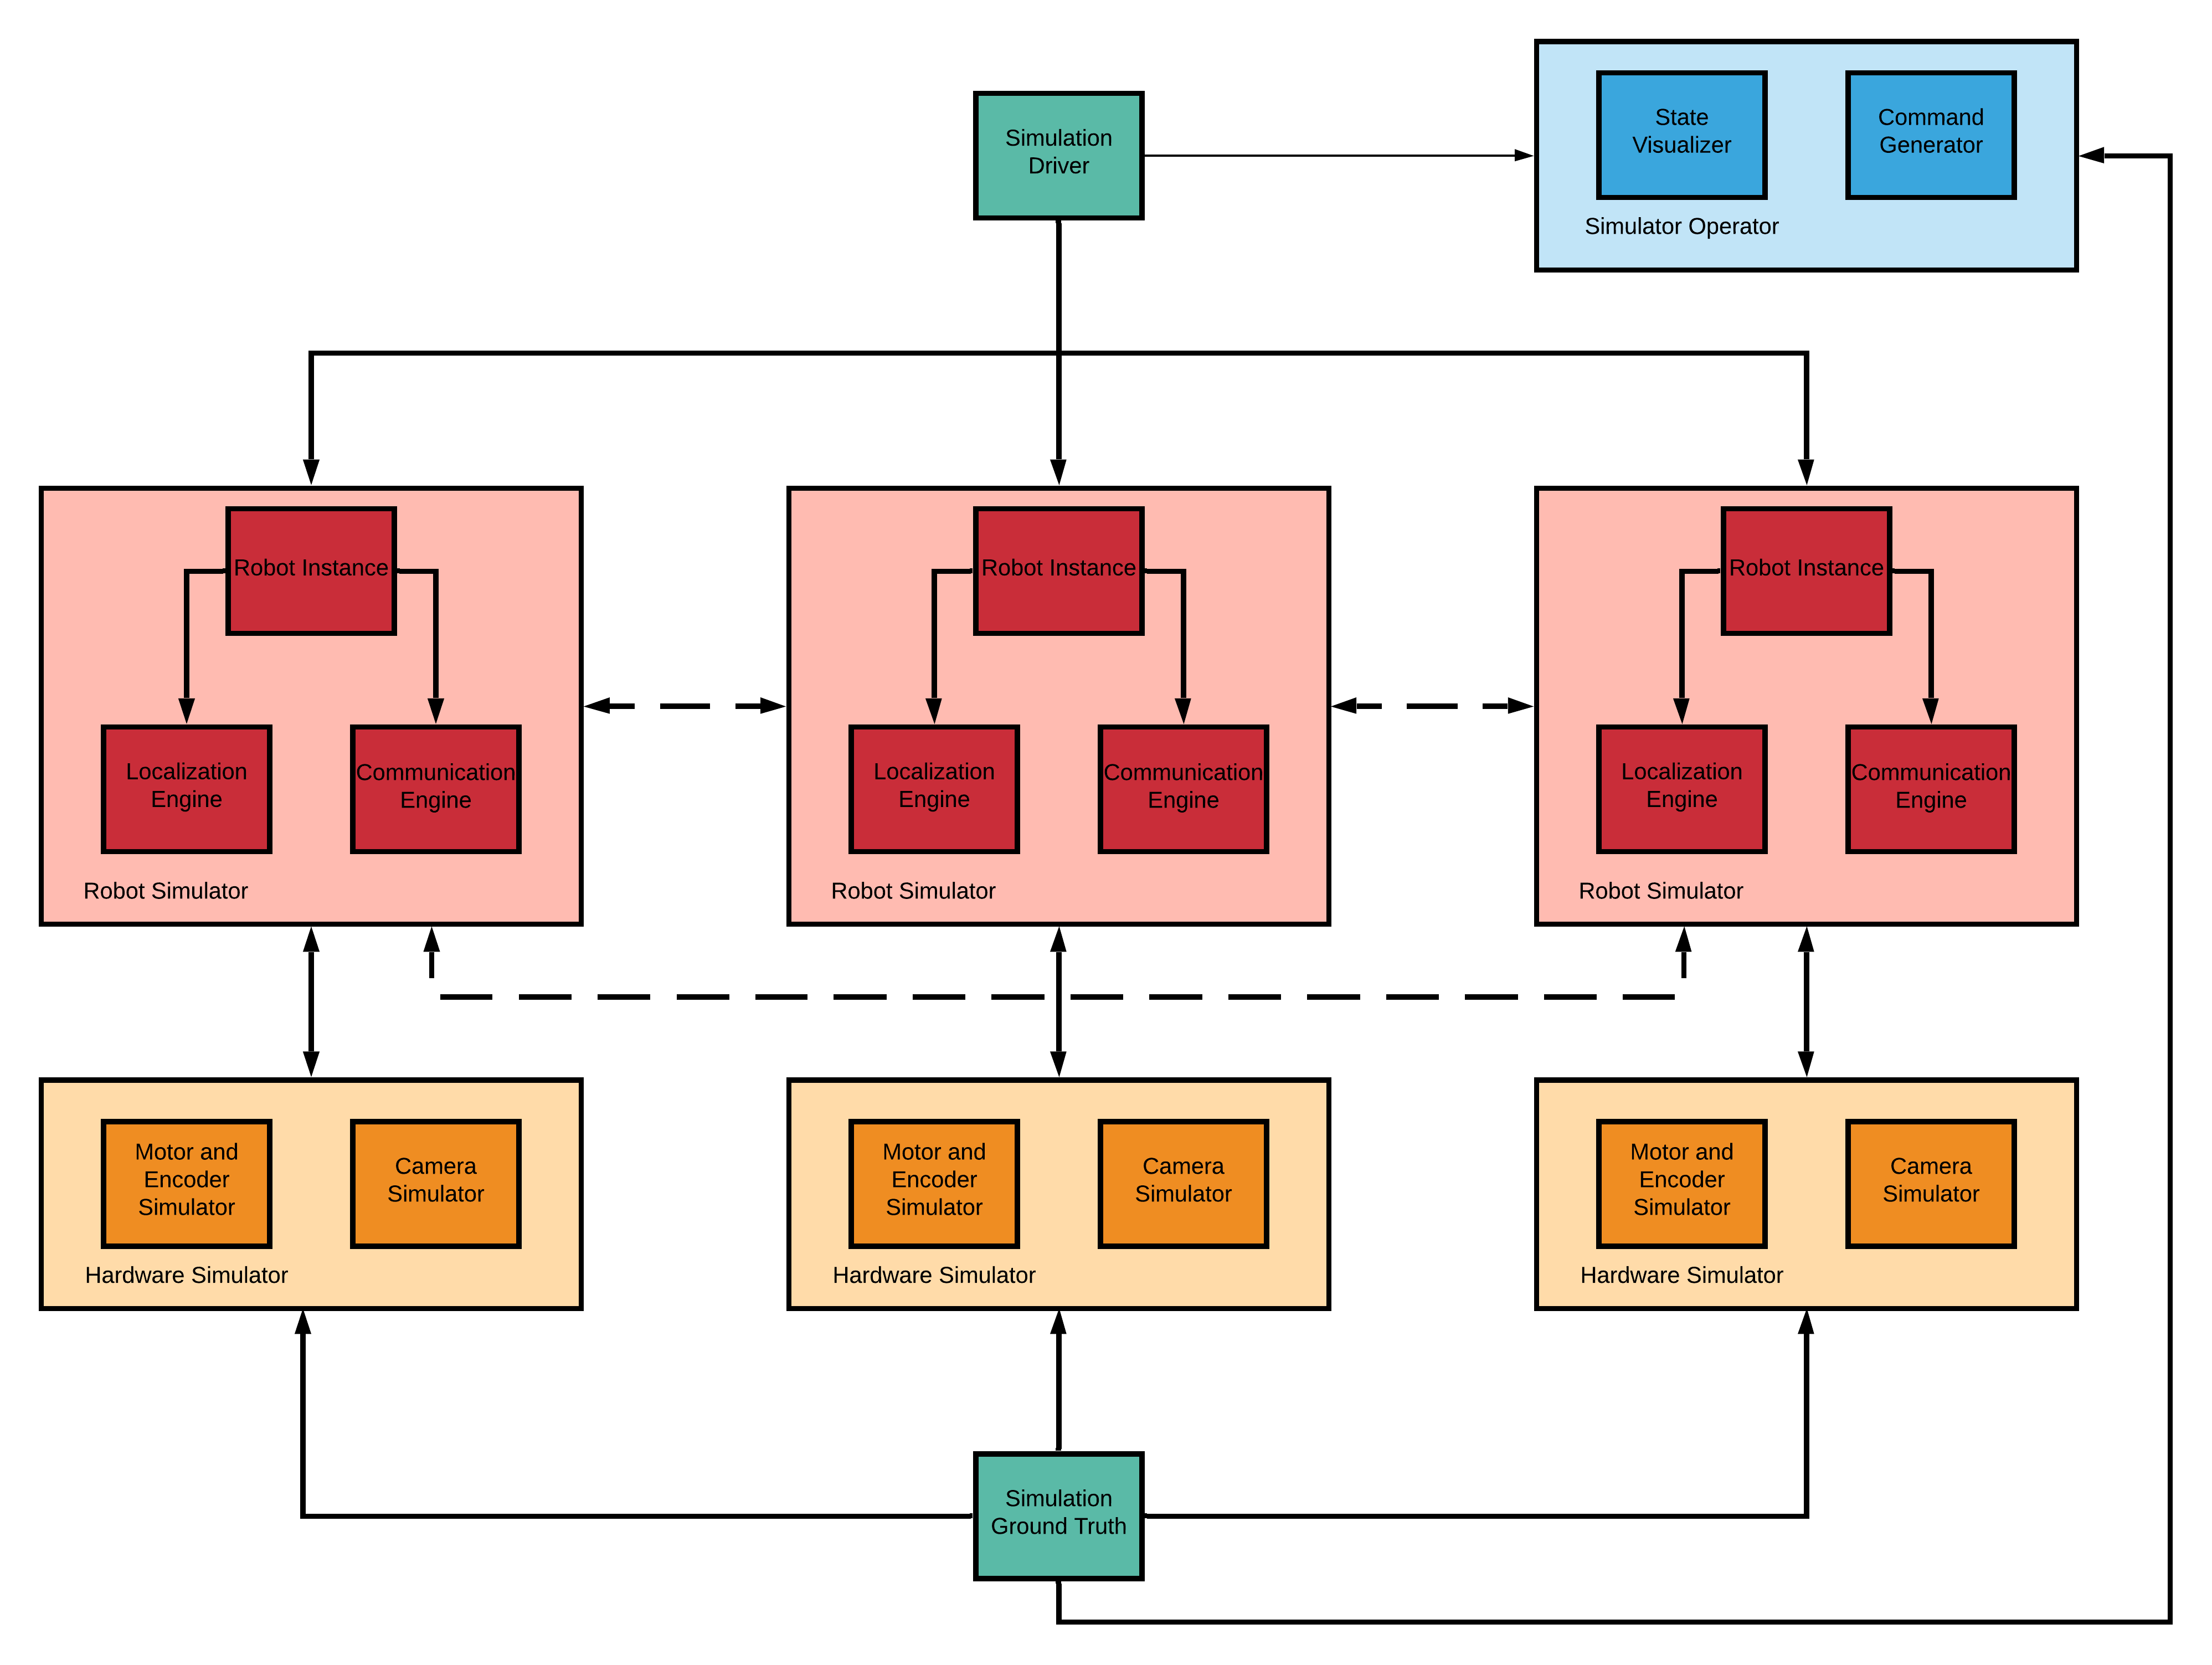 Simulation
Driver
State
Visualizer
Command
Generator
Simulator Operator
Robot Instance
Localization
Engine
Communication
Engine
Robot Simulator
Robot Instance
Localization
Engine
Communication
Engine
Robot Simulator
Robot Instance
Localization
Engine
Communication
Engine
Robot Simulator
Motor and
Encoder
Simulator
Camera
Simulator
Hardware Simulator
Motor and
Encoder
Simulator
Camera
Simulator
Hardware Simulator
Motor and
Encoder
Simulator
Camera
Simulator
Hardware Simulator
Simulation
Ground Truth